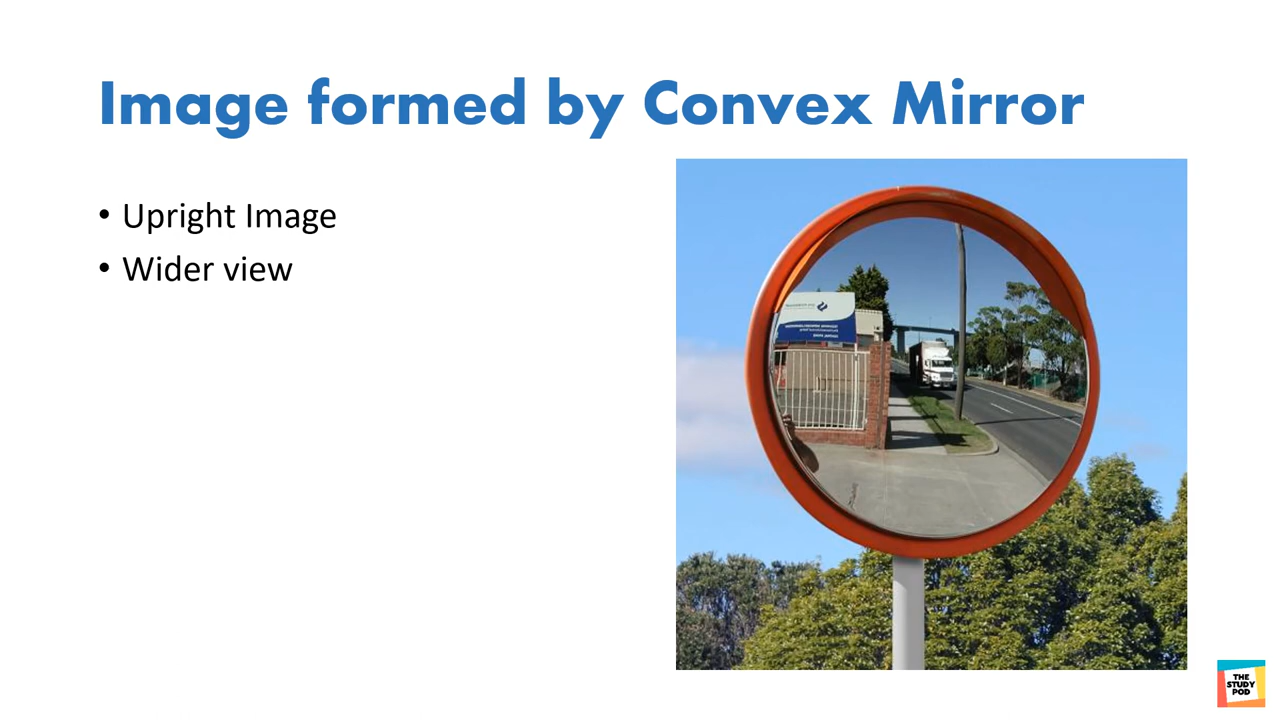 Image formed by Convex Mirror
• Upright Image
• Wider view
THE
STUDY
POD